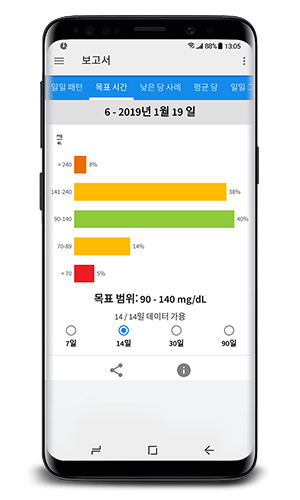 88% 13:05
보고서
일일 패턴 목표 시간 낮은 당 사례 평균 당 일일 그
6 - 2019년 1월 19 일
> 240 3%
141-240 38%
90-140 40%
70-89 14%
< 70 5%
목표 범위: 90 - 140 mg/dL
14 / 14일 데이터 가용
7일 14일 30일 90일